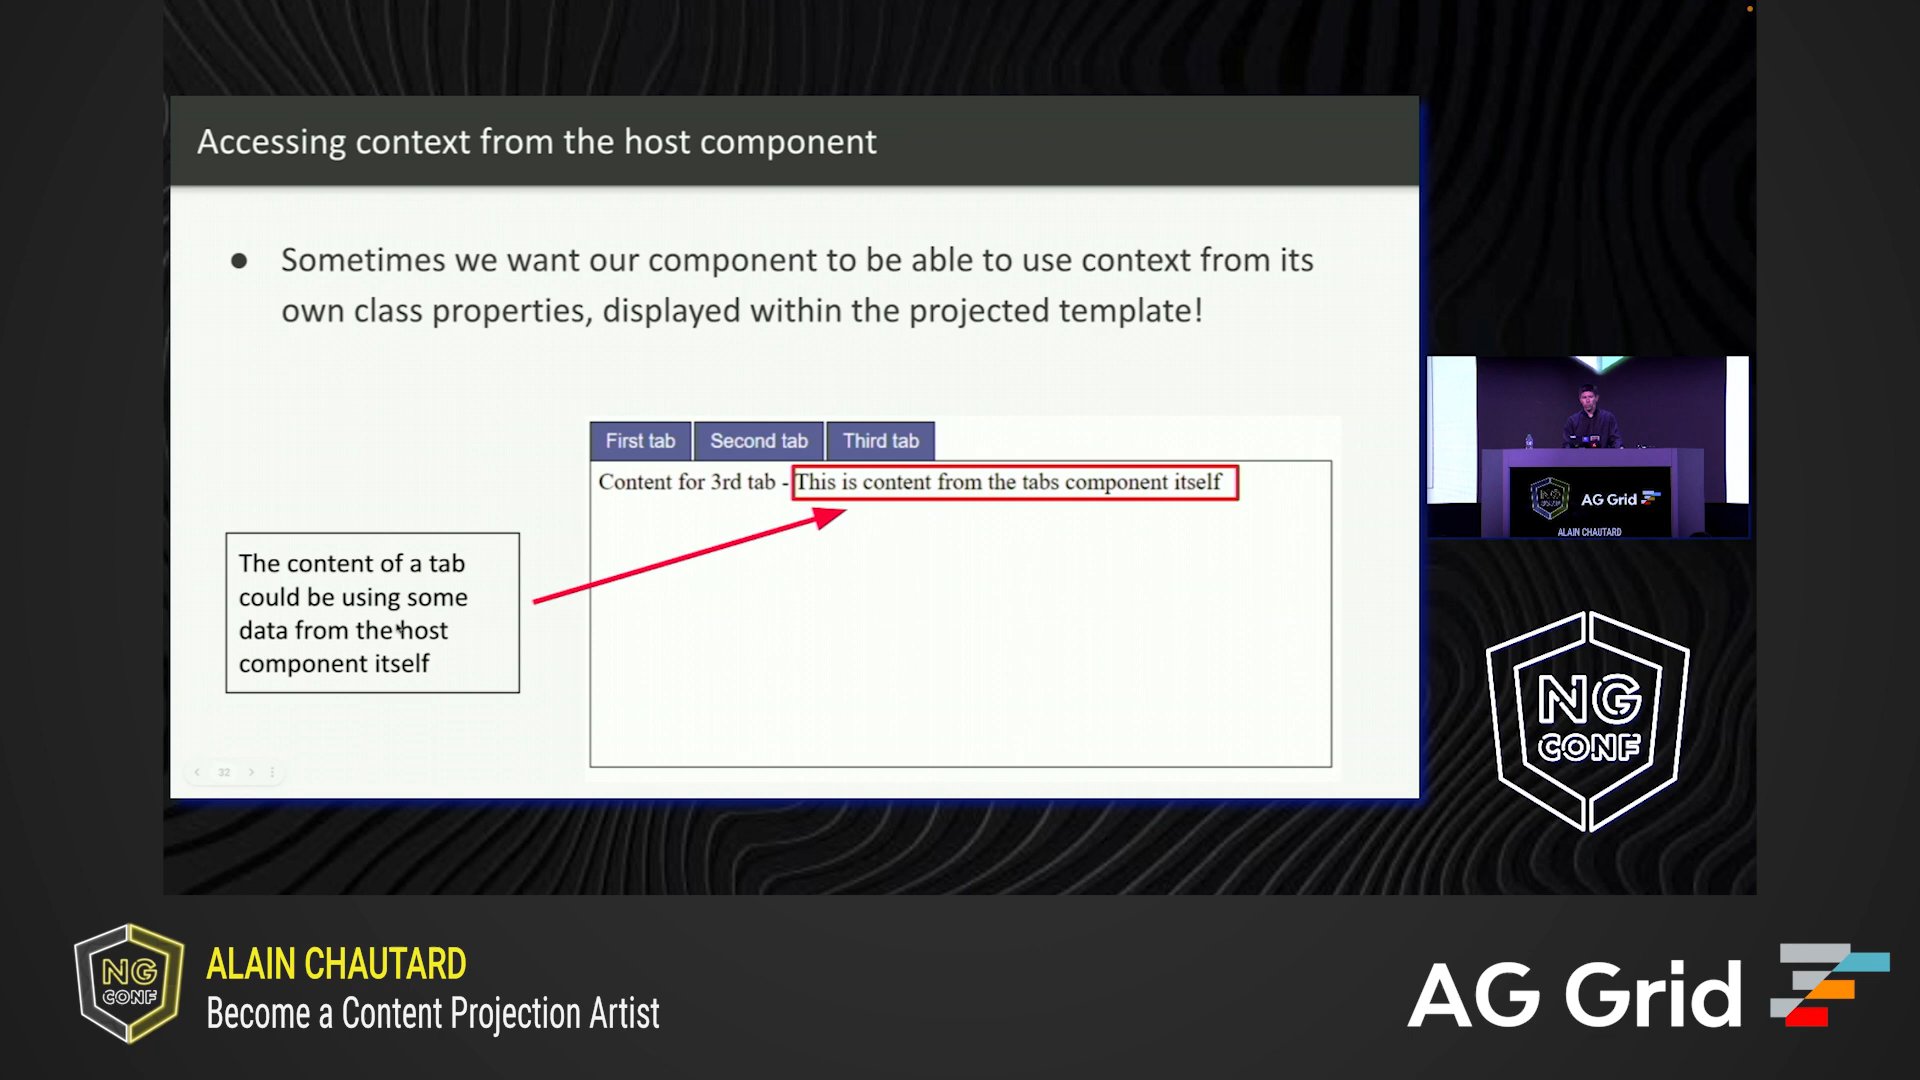 Accessing context from the host component
● Sometimes we want our component to be able to use context from its
own class properties, displayed within the projected template!
First tab Second tab Third tab
Content for 3rd tab - This is content from the tabs component itself
The content of a tab
could be using some
data from the host
component itself
32
NG
CONF
AG Grid
ALAIN CHAUTARD
NG
CONF
NG
CONF
ALAIN CHAUTARD
Become a Content Projection Artist
AG Grid